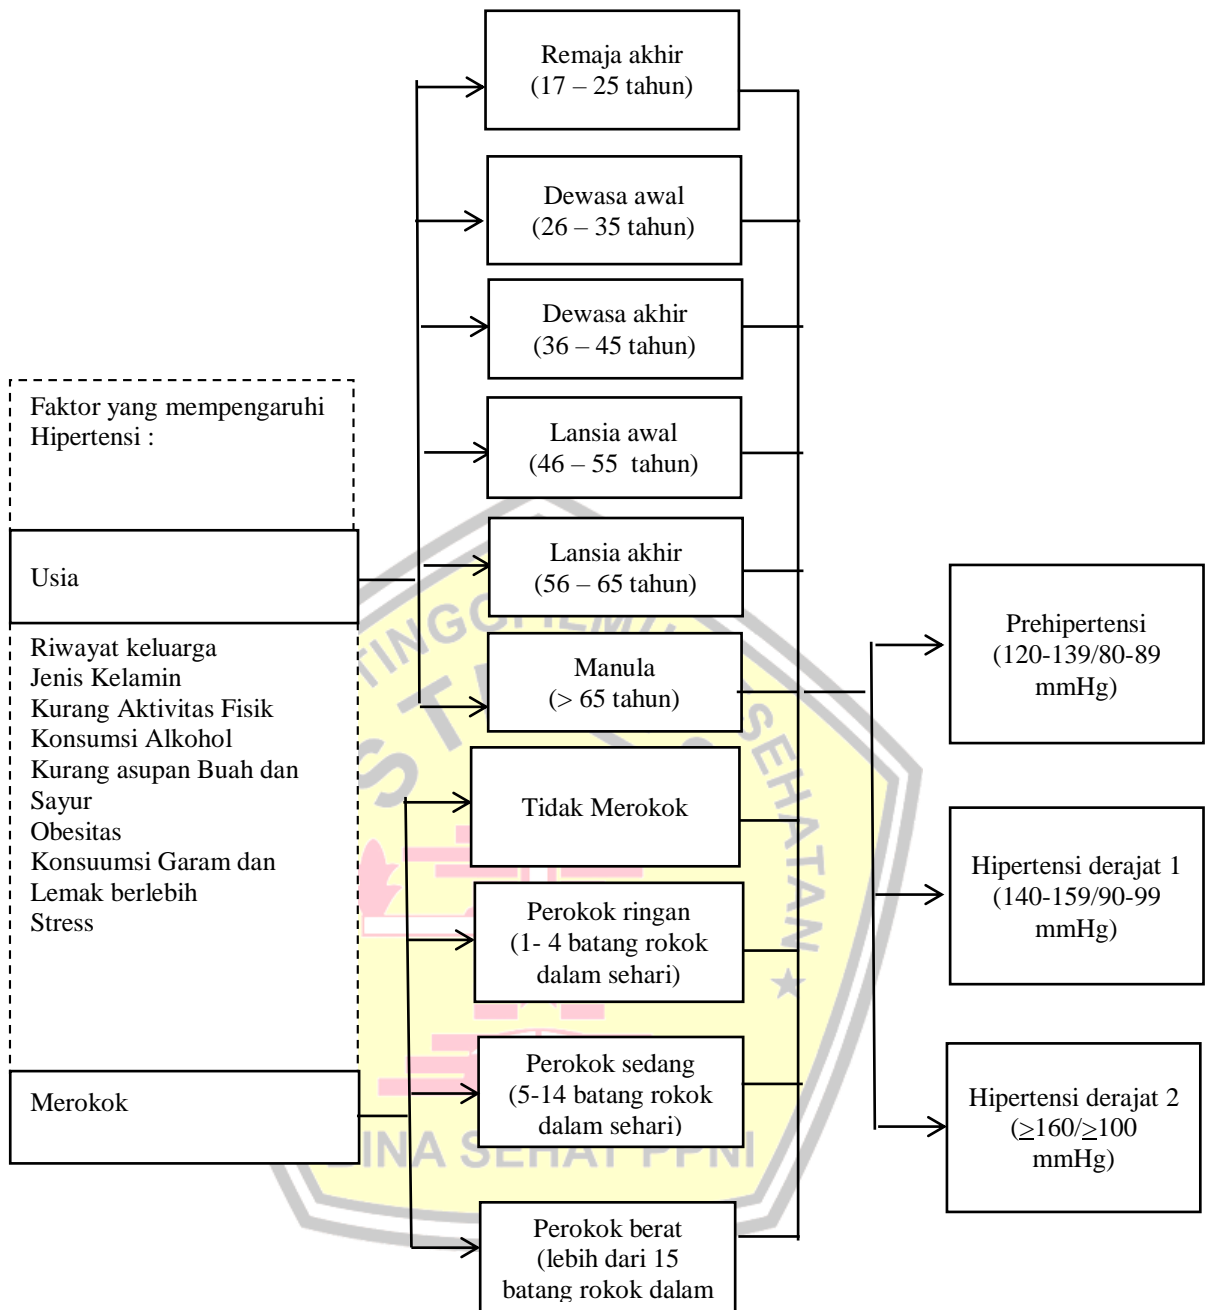 Remaja akhir
(17 – 25 tahun)
Dewasa awal
(26 – 35 tahun)
Dewasa akhir
(36 – 45 tahun)
Faktor yang mempengaruhi
Hipertensi :
Lansia awal
(46 – 55 tahun)
Usia
Lansia akhir
(56 – 65 tahun)
Riwayat keluarga
Jenis Kelamin
Kurang Aktivitas Fisik
Konsumsi Alkohol
Kurang asupan Buah dan
Sayur
Obesitas
Konsuumsi Garam dan
Lemak berlebih
Stress
Manula
(> 65 tahun)
Prehipertensi
(120-139/80-89
mmHg)
Tidak Merokok
Hipertensi derajat 1
(140-159/90-99
mmHg)
Perokok ringan
(1- 4 batang rokok
dalam sehari)
Merokok
Perokok sedang
(5-14 batang rokok
dalam sehari)
Hipertensi derajat 2
(≥160/≥100
mmHg)
Perokok berat
(lebih dari 15
batang rokok dalam
BINA SEHAT PPNI